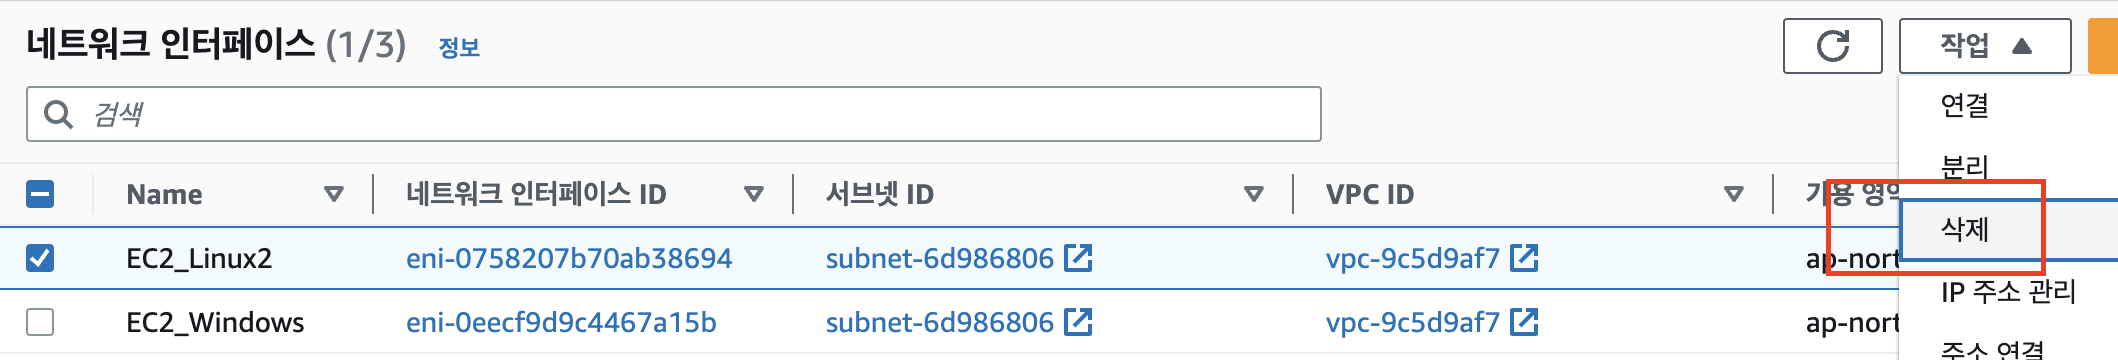 네트워크 인터페이스 (1/3) 정보
작업
검색
연결
분리
Name 네트워크 인터페이스 ID 서브넷 ID VPC ID 가용 영역
삭제
EC2_Linux2 eni-0758207b70ab38694 subnet-6d986806 vpc-9c5d9af7 ap-nort
IP 주소 관리
EC2_Windows eni-0eecf9d9c4467a15b subnet-6d986806 vpc-9c5d9af7 ap-nort
주소 연결